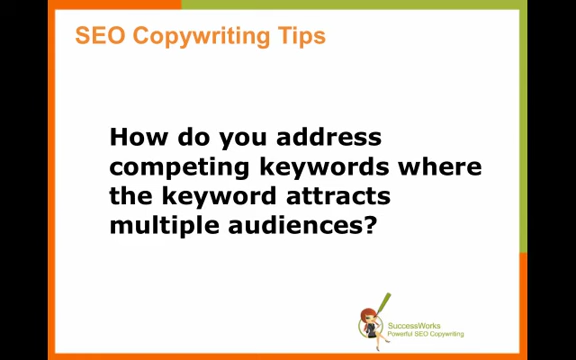 SEO Copywriting Tips
How do you address
competing keywords where
the keyword attracts
multiple audiences?
SuccessWorks
Powerful SEO Copywriting